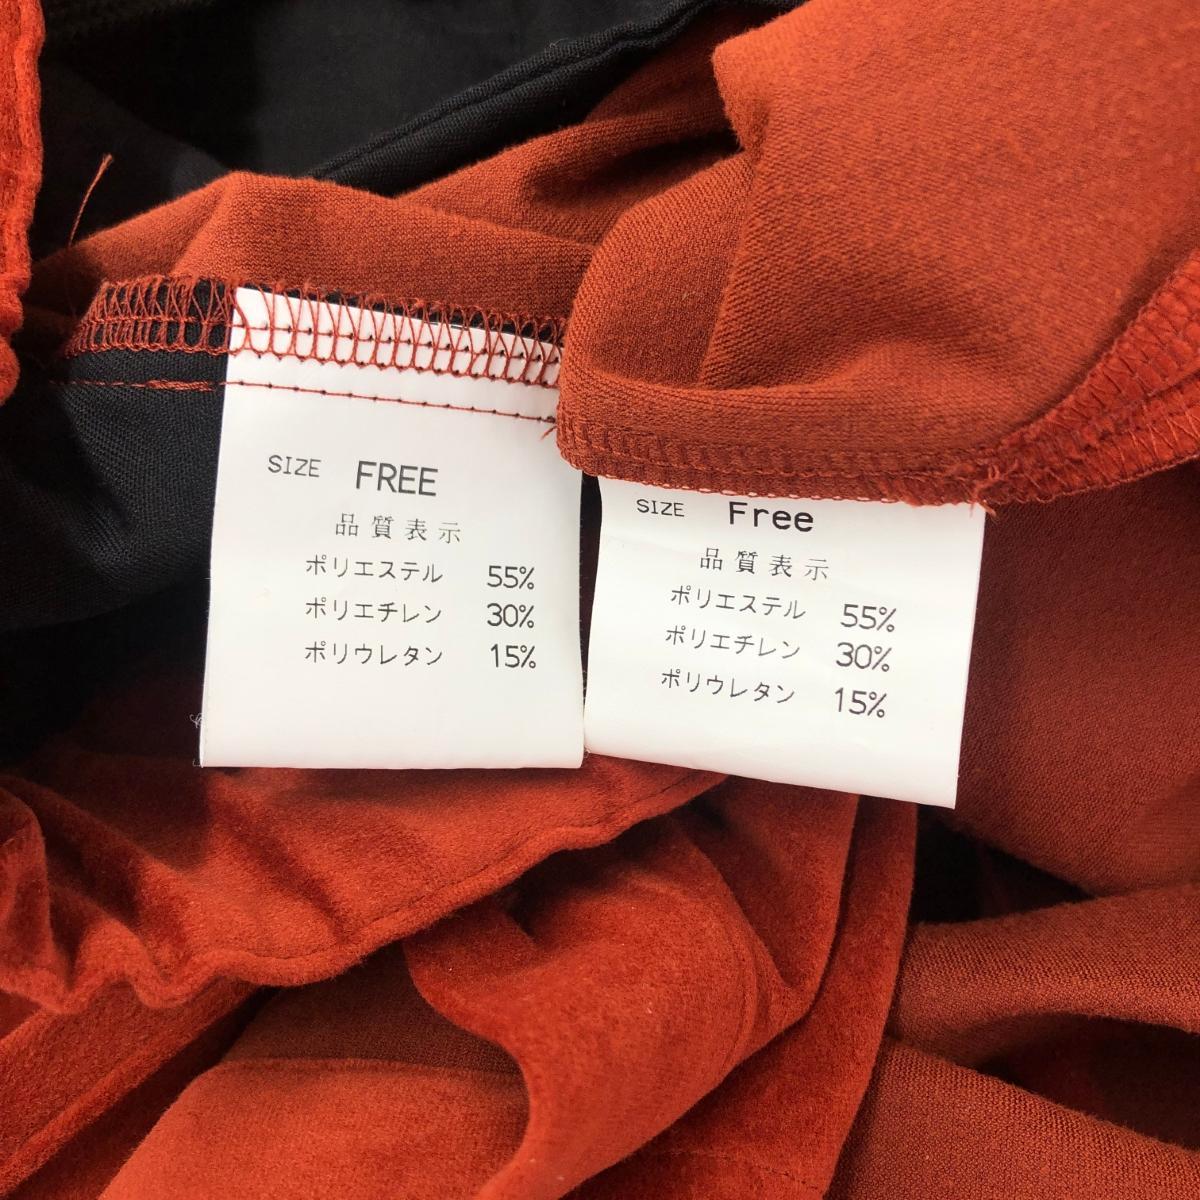 SIZE FREE
品質表示
ポリエステル 55%
ポリエチレン 30%
ポリウレタン 15%
SIZE Free
品質表示
ポリエステル 55%
ポリエチレン 30%
ポリウレタン 15%